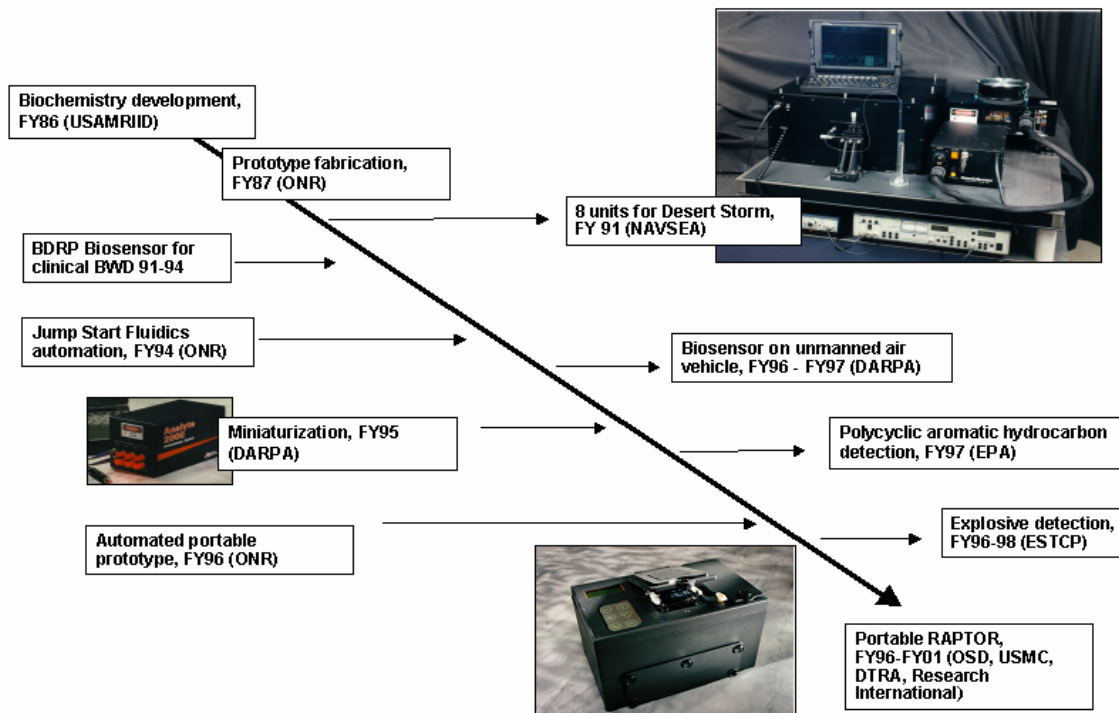 Biochemistry development,
FY86 (USAMRIID)
Prototype fabrication,
FY87 (ONR)
8 units for Desert Storm,
FY 91 (NAVSEA)
BDRP Biosensor for
clinical BWD 91-94
Jump Start Fluidics
automation, FY94 (ONR)
Biosensor on unmanned air
vehicle, FY96 - FY97 (DARPA)
Analyte
2000
Miniaturization, FY95
(DARPA)
Polycyclic aromatic hydrocarbon
detection, FY97 (EPA)
Automated portable
prototype, FY96 (ONR)
Explosive detection,
FY96-98 (ESTCP)
Portable RAPTOR,
FY96-FY01 (OSD, USMC,
DTRA, Research
International)